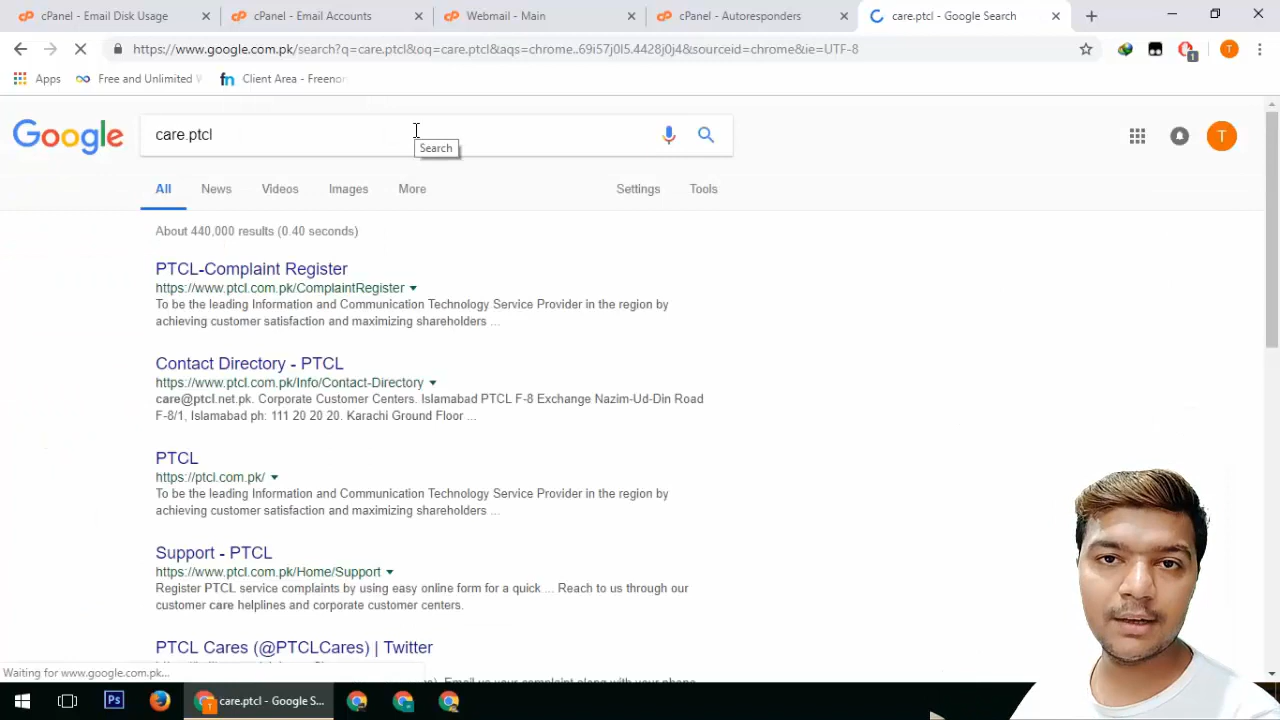 cPanel - Email Disk Usage
cPanel - Email Accounts
Webmail - Main
cPanel - Autoresponders
care.ptcl - Google Search
https://www.google.com.pk/search?q=care.ptcl&oq=care.ptcl&aqs=chrome..69i57j0l5.4428j0j4&sourceid=chrome&ie=UTF-8
1
T
Apps
Free and Unlimited
fn
Client Area - Freenom
Google
care.ptcl
Search
T
All
News
Videos
Images
More
Settings
Tools
About 440,000 results (0.40 seconds)
PTCL-Complaint Register
https://www.ptcl.com.pk/ComplaintRegister
To be the leading Information and Communication Technology Service Provider in the region by
achieving customer satisfaction and maximizing shareholders ...
Contact Directory - PTCL
https://www.ptcl.com.pk/Info/Contact-Directory
care@ptcl.net.pk. Corporate Customer Centers. Islamabad PTCL F-8 Exchange Nazim-Ud-Din Road
F-8/1, Islamabad ph: 111 20 20 20. Karachi Ground Floor ...
PTCL
https://ptcl.com.pk/
To be the leading Information and Communication Technology Service Provider in the region by
achieving customer satisfaction and maximizing shareholders ...
Support - PTCL
https://www.ptcl.com.pk/Home/Support
Register PTCL service complaints by using easy online form for a quick ... Reach to us through our
customer care helplines and corporate customer centers.
PTCL Cares (@PTCLCares) | Twitter
Waiting for www.google.com.pk...
Ps
care.ptcl - Google S...